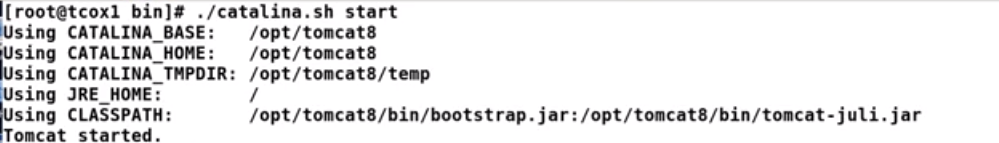 [root@tcox1 bin]# ./catalina.sh start
Using CATALINA_BASE:   /opt/tomcat8
Using CATALINA_HOME:   /opt/tomcat8
Using CATALINA_TMPDIR: /opt/tomcat8/temp
Using JRE_HOME:        /
Using CLASSPATH:       /opt/tomcat8/bin/bootstrap.jar:/opt/tomcat8/bin/tomcat-juli.jar
Tomcat started.